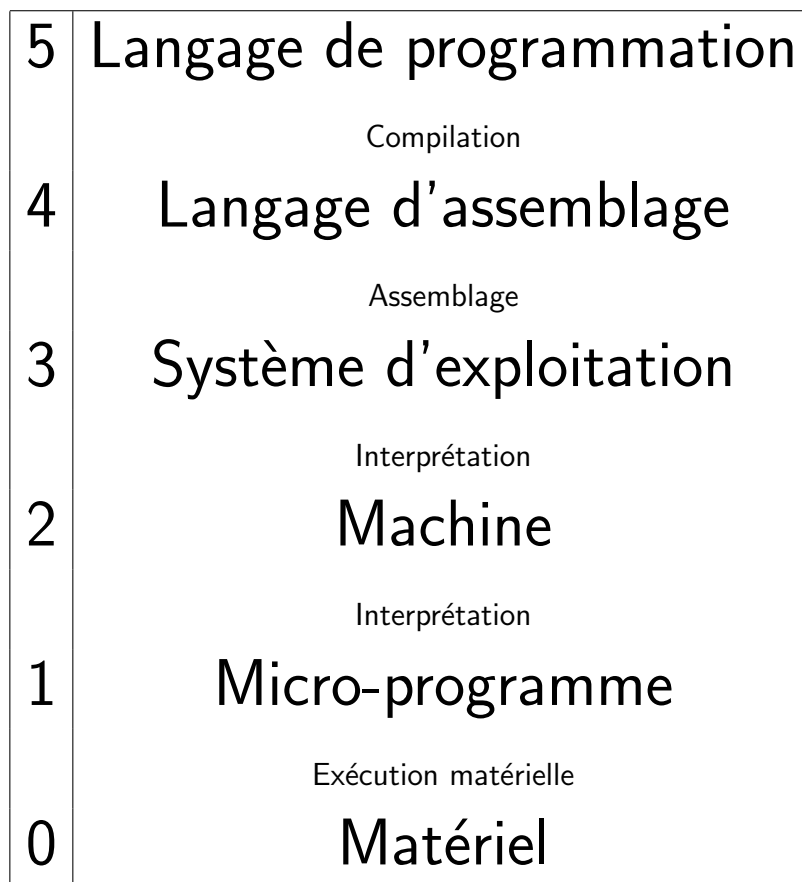 5 Langage de programmation
Compilation
4 Langage d'assemblage
Assemblage
3 Système d'exploitation
Interprétation
2 Machine
Interprétation
1 Micro-programme
Exécution matérielle
0 Matériel